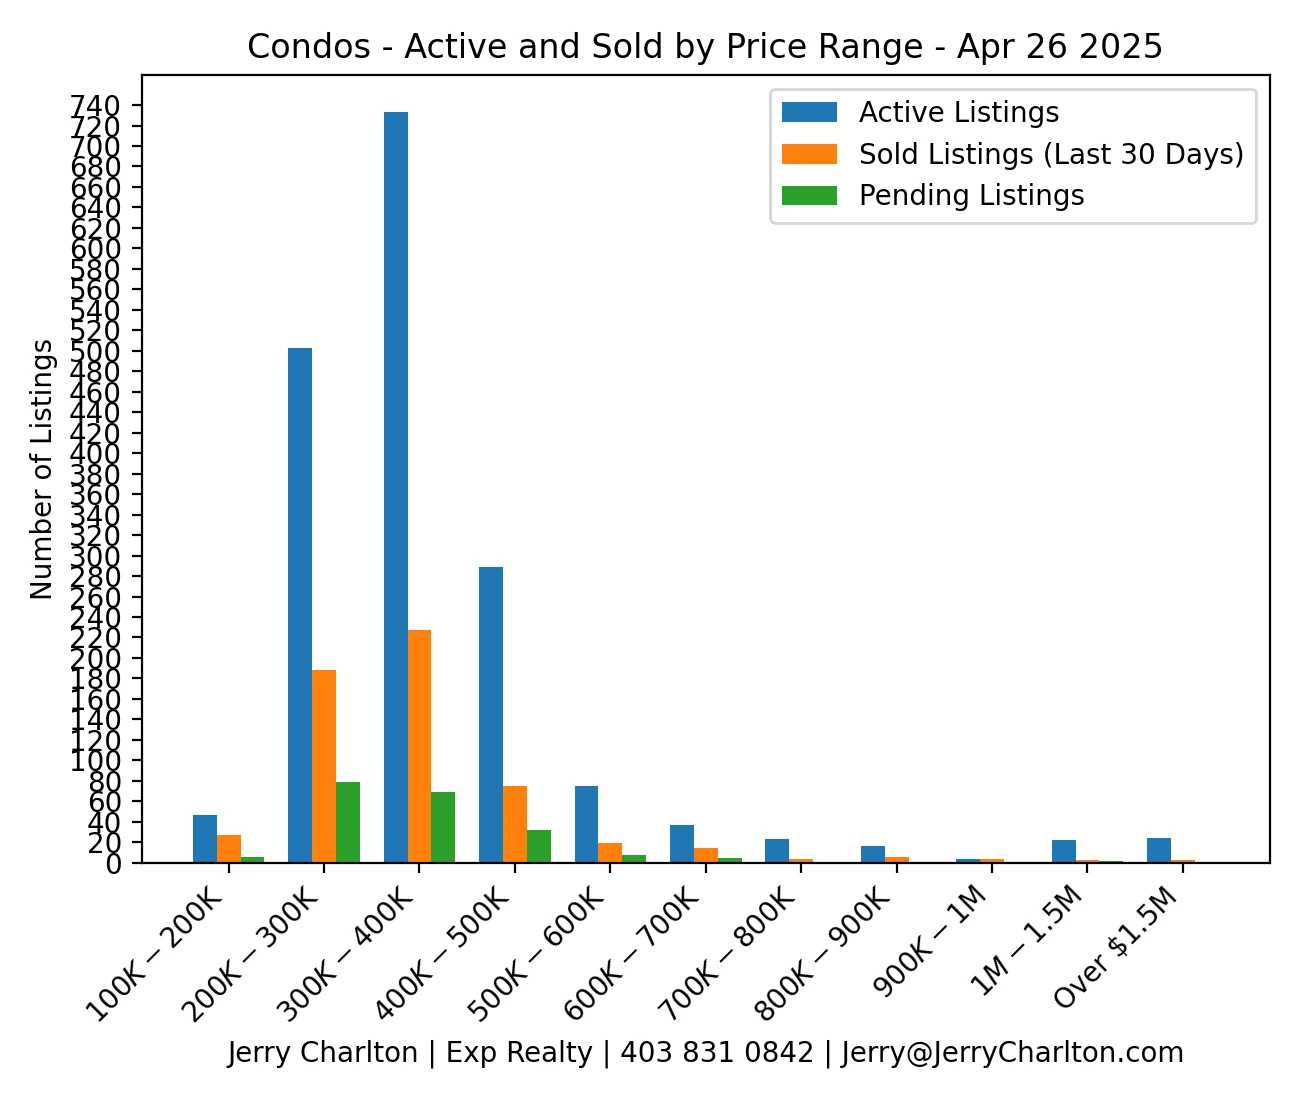 Condos - Active and Sold by Price Range - Apr 26 2025
Active Listings
Sold Listings (Last 30 Days)
Pending Listings
Number of Listings
740
720
700
680
660
640
620
600
580
560
540
520
500
480
460
440
420
400
380
360
340
320
300
280
260
240
220
200
180
160
140
120
100
80
60
40
20
0
100K − 200K
200K − 300K
300K − 400K
400K − 500K
500K − 600K
600K − 700K
700K − 800K
800K − 900K
900K − 1M
1M − 1.5M
Over $1.5M
Jerry Charlton | Exp Realty | 403 831 0842 | Jerry@JerryCharlton.com